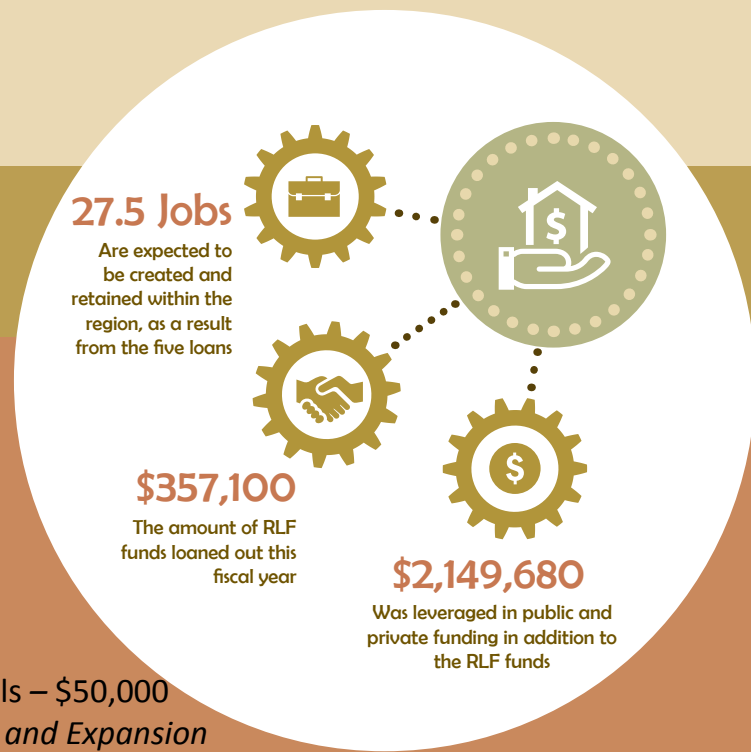 27.5 Jobs
Are expected to
be created and
retained within the
region, as a result
from the five loans
$
$357,100
The amount of RLF
funds loaned out this
fiscal year
$
$2,149,680
Was leveraged in public and
private funding in addition to
the RLF funds
– $50,000
and Expansion